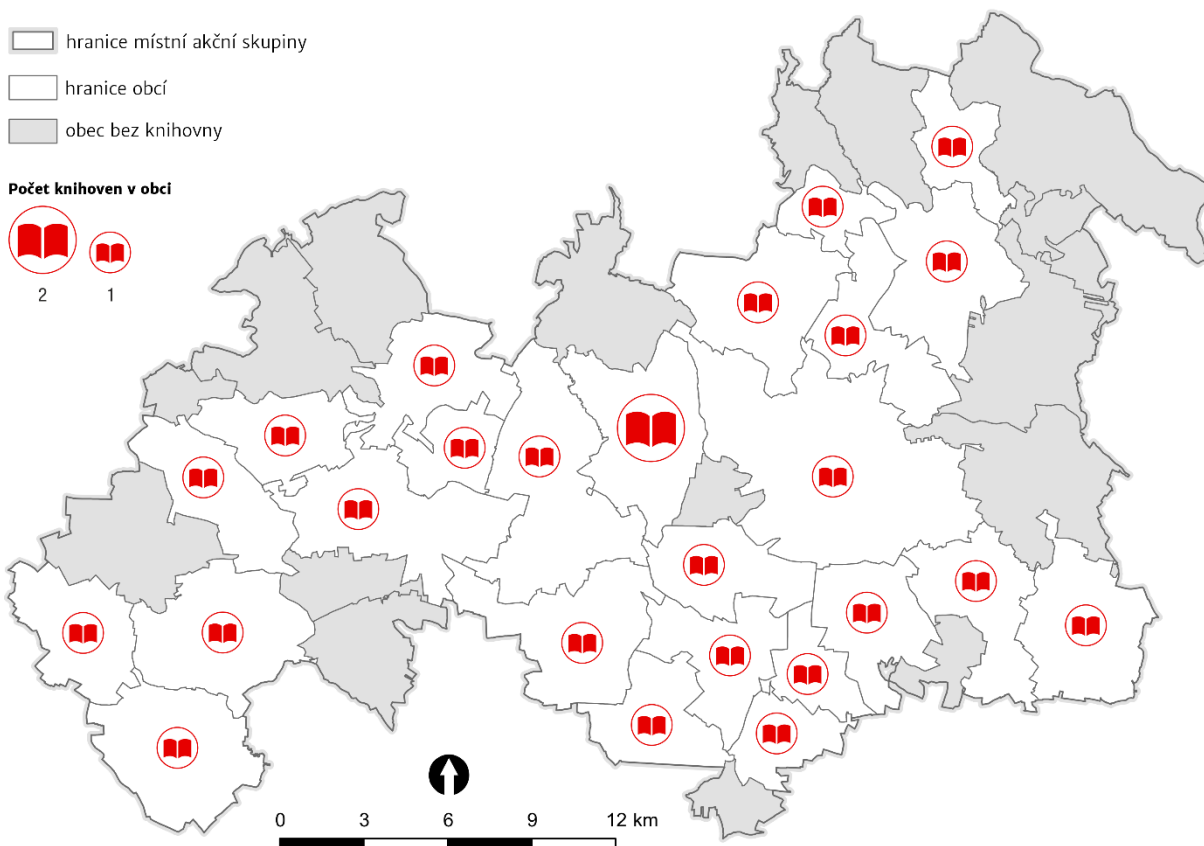 hranice místní akční skupiny
hranice obcí
obec bez knihovny
Počet knihoven v obci
2 1
0 3 6 9 12 km